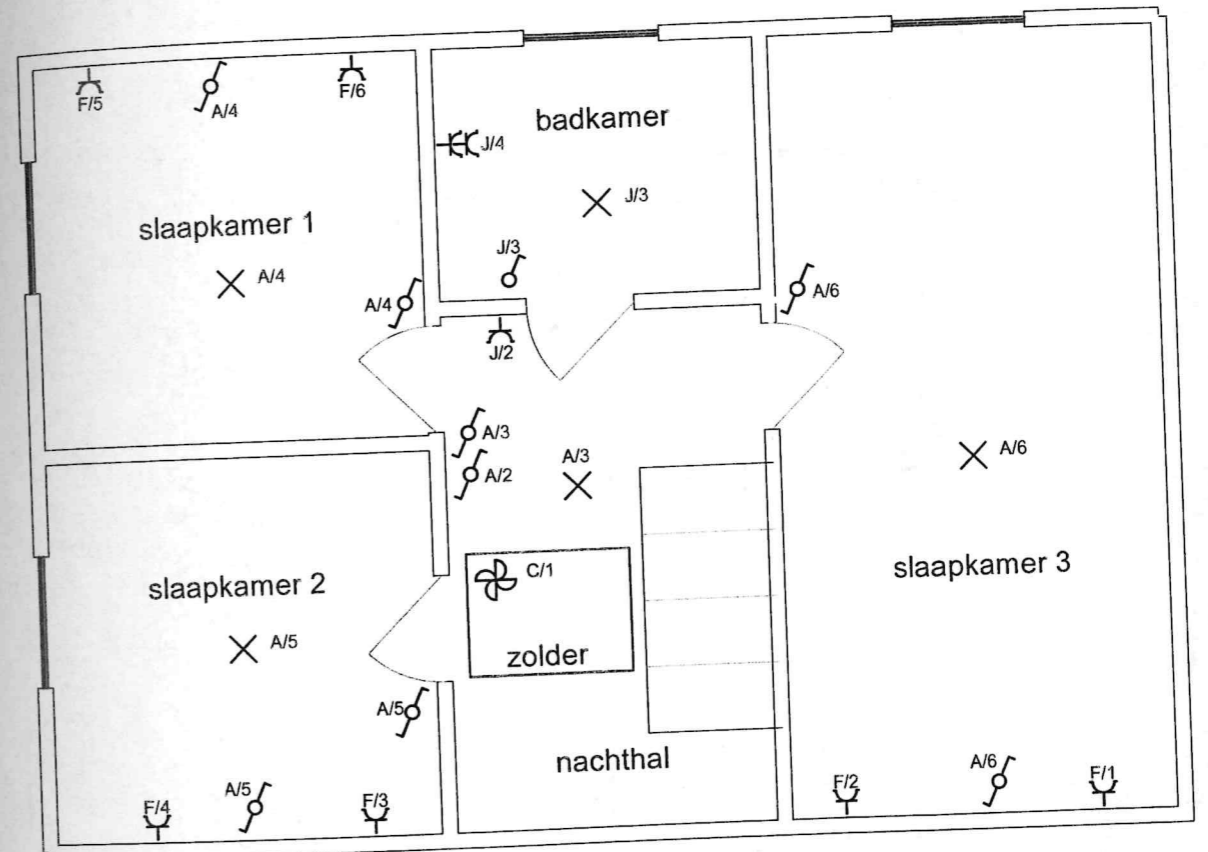 F/5
A/4
F/6
badkamer
J/4
J/3
slaapkamer 1
J/3
A/4
A/4
A/6
J/2
A/3
A/2
A/3
A/6
C/1
slaapkamer 3
slaapkamer 2
A/5
zolder
A/5
nachthal
A/5
F/4
F/3
F/2
A/6
F/1